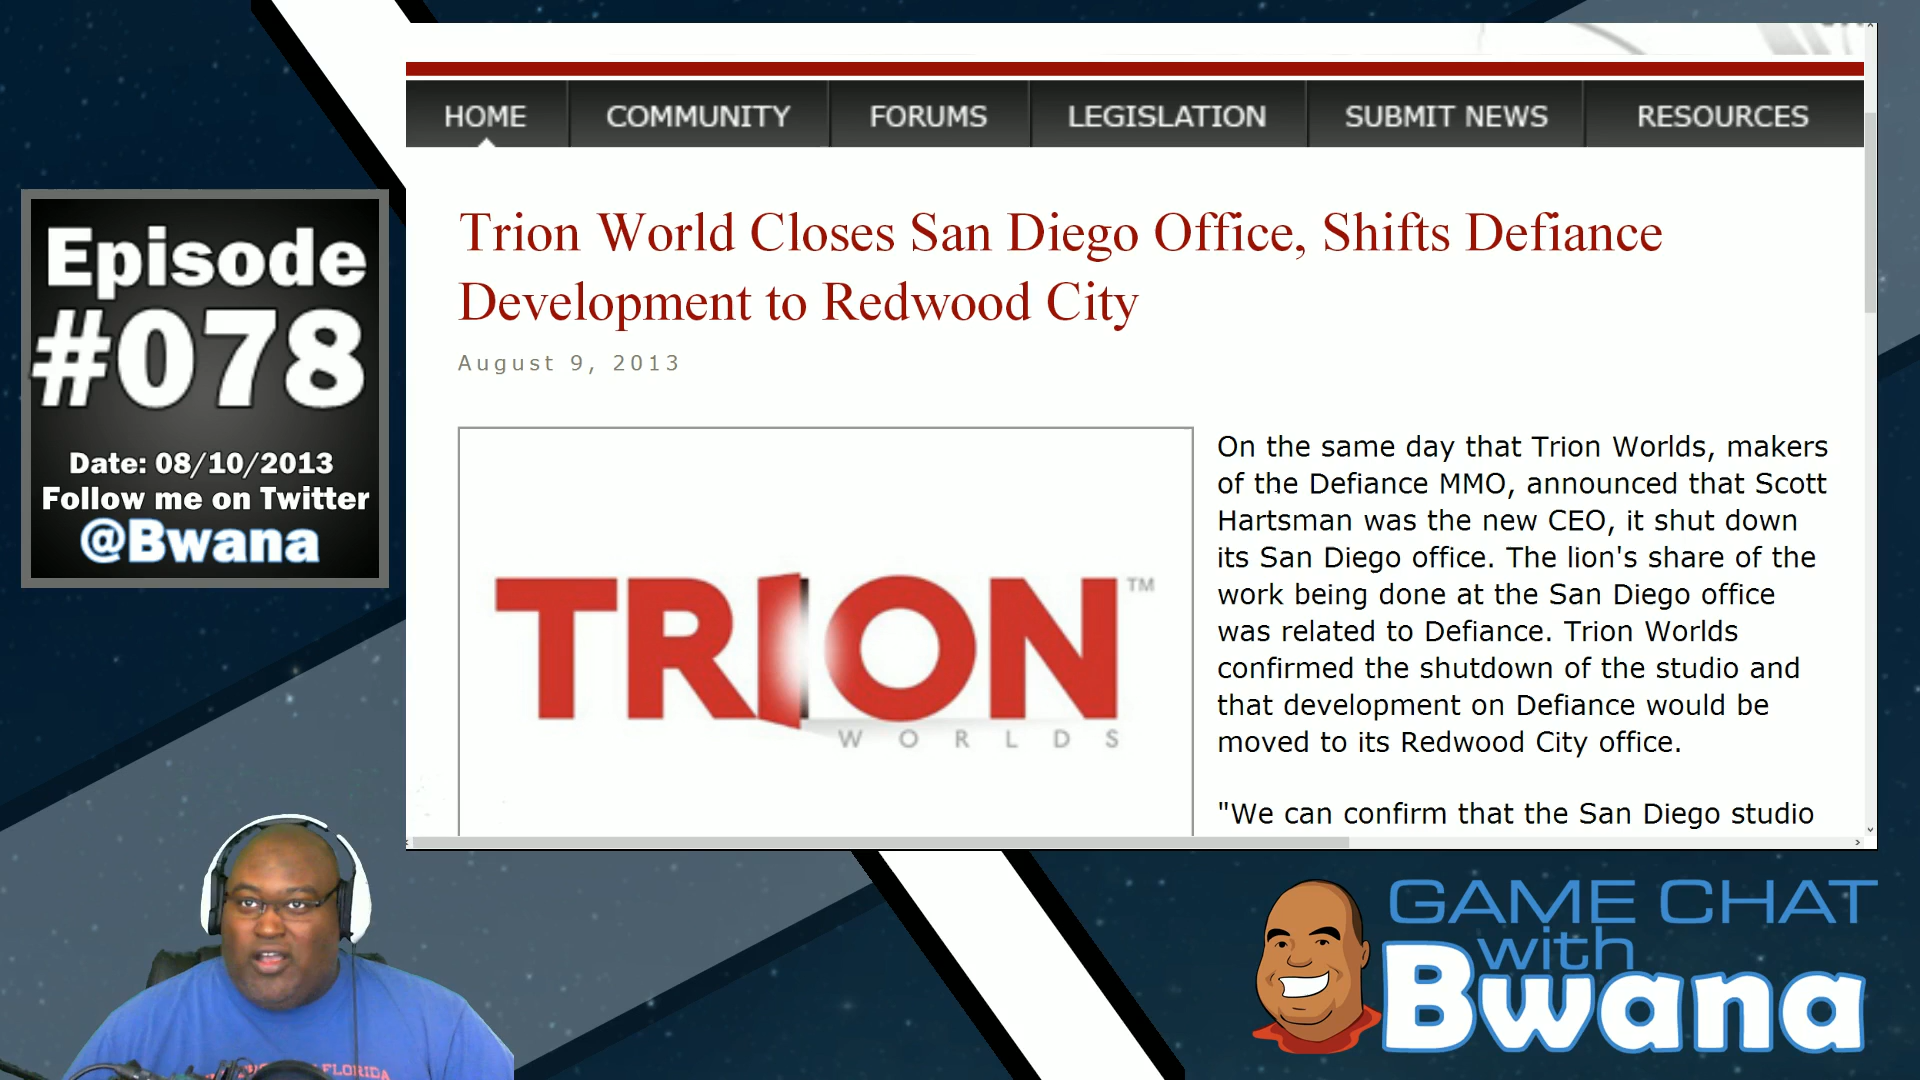 HOME COMMUNITY FORUMS LEGISLATION SUBMIT NEWS RESOURCES
Episode
#078
Date: 08/10/2013
Follow me on Twitter
@Bwana
Trion World Closes San Diego Office, Shifts Defiance
Development to Redwood City
August 9, 2013
TRION™
WORLDS
On the same day that Trion Worlds, makers
of the Defiance MMO, announced that Scott
Hartsman was the new CEO, it shut down
its San Diego office. The lion's share of the
work being done at the San Diego office
was related to Defiance. Trion Worlds
confirmed the shutdown of the studio and
that development on Defiance would be
moved to its Redwood City office.
"We can confirm that the San Diego studio
GAME CHAT
with
Bwana
FLORIDA